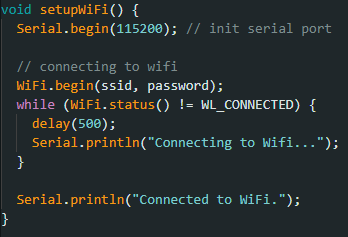 void setupWiFi() {
  Serial.begin(115200); // init serial port

  // connecting to wifi
  WiFi.begin(ssid, password);
  while (WiFi.status() != WL_CONNECTED) {
    delay(500);
    Serial.println("Connecting to Wifi...");
  }

  Serial.println("Connected to WiFi.");
}